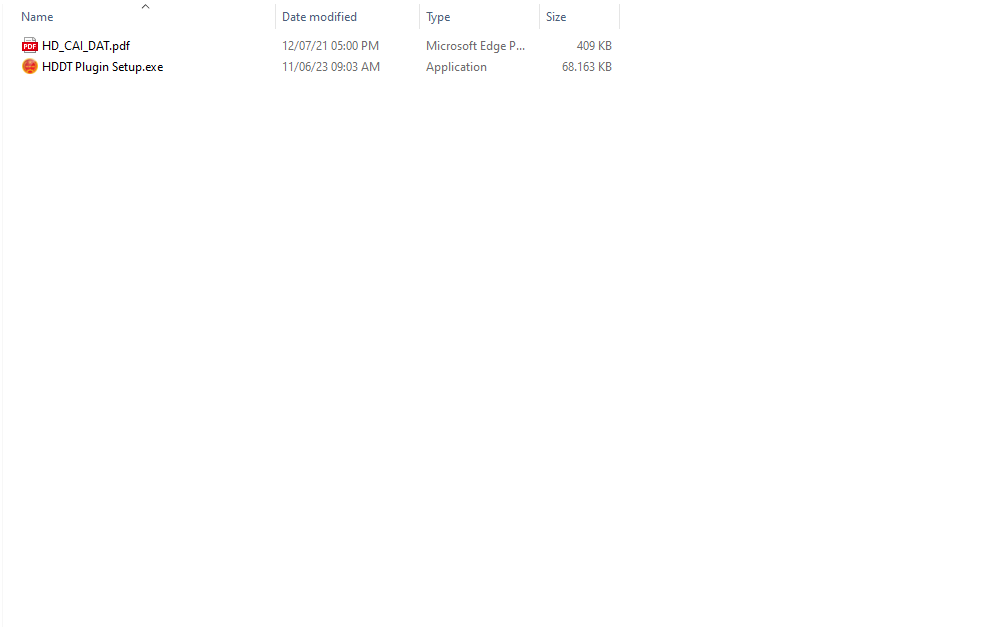 Name Date modified Type Size
PDF HD_CAI_DAT.pdf 12/07/21 05:00 PM Microsoft Edge P... 409 KB
HDDT Plugin Setup.exe 11/06/23 09:03 AM Application 68.163 KB